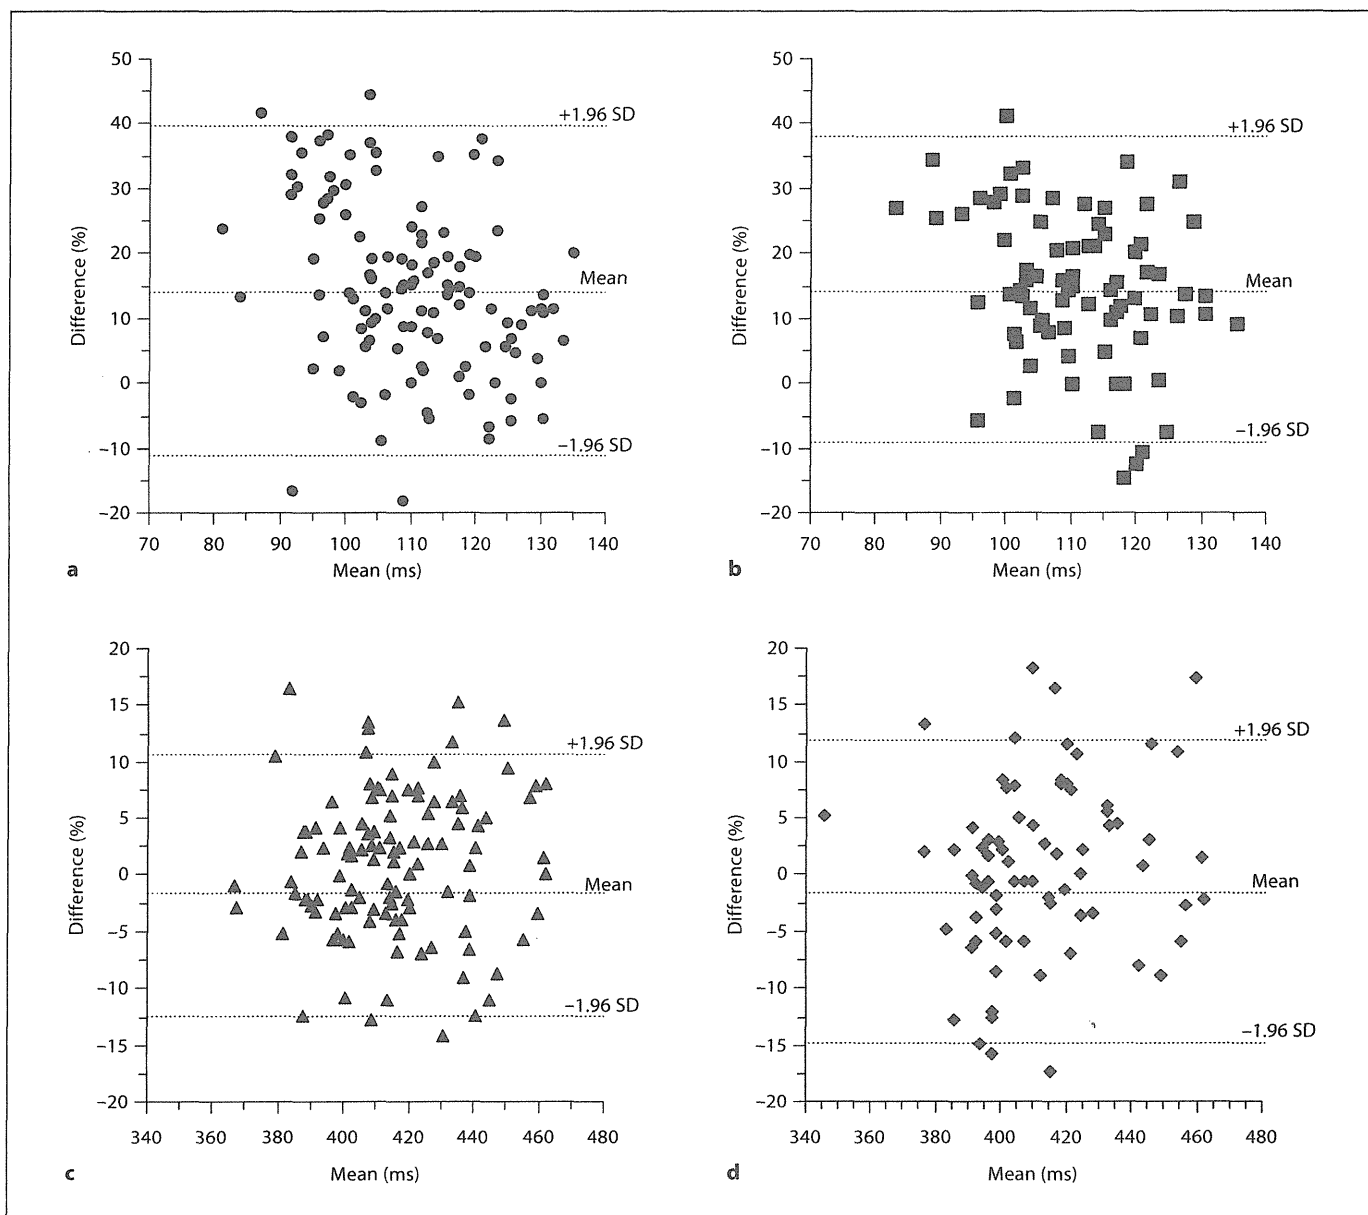 50
40
30
20
10
0
–10
–20
Difference (%)
+1.96 SD
Mean
–1.96 SD
70 80 90 100 110 120 130 140
Mean (ms)
a
50
40
30
20
10
0
–10
–20
Difference (%)
+1.96 SD
Mean
–1.96 SD
70 80 90 100 110 120 130 140
Mean (ms)
b
20
15
10
5
0
–5
–10
–15
–20
Difference (%)
+1.96 SD
Mean
–1.96 SD
340 360 380 400 420 440 460 480
Mean (ms)
c
20
15
10
5
0
–5
–10
–15
–20
Difference (%)
+1.96 SD
Mean
–1.96 SD
340 360 380 400 420 440 460 480
Mean (ms)
d